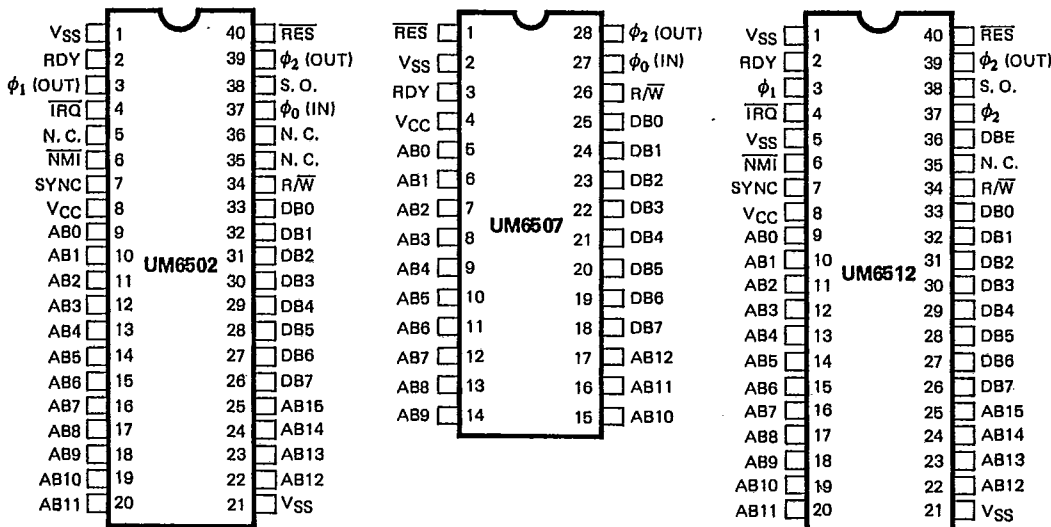 VSS 1 40 RES
RDY 2 39 ϕ2 (OUT)
ϕ1 (OUT) 3 38 S. O.
IRQ 4 37 ϕ0 (IN)
N. C. 5 36 N. C.
NMI 6 35 N. C.
SYNC 7 34 R/W
VCC 8 33 DB0
AB0 9 32 DB1
AB1 10 31 DB2
UM6502
AB2 11 30 DB3
AB3 12 29 DB4
AB4 13 28 DB5
AB5 14 27 DB6
AB6 15 26 DB7
AB7 16 25 AB15
AB8 17 24 AB14
AB9 18 23 AB13
AB10 19 22 AB12
AB11 20 21 VSS
RES 1 28 ϕ2 (OUT)
VSS 2 27 ϕ0 (IN)
RDY 3 26 R/W
VCC 4 25 DB0
AB0 5 24 DB1
AB1 6 23 DB2
AB2 7 22 DB3
UM6507
AB3 8 21 DB4
AB4 9 20 DB5
AB5 10 19 DB6
AB6 11 18 DB7
AB7 12 17 AB12
AB8 13 16 AB11
AB9 14 15 AB10
VSS 1 40 RES
RDY 2 39 ϕ2 (OUT)
ϕ1 3 38 S. O.
IRQ 4 37 ϕ2
VSS 5 36 DBE
NMI 6 35 N. C.
SYNC 7 34 R/W
VCC 8 33 DB0
AB0 9 32 DB1
AB1 10 31 DB2
UM6512
AB2 11 30 DB3
AB3 12 29 DB4
AB4 13 28 DB5
AB5 14 27 DB6
AB6 15 26 DB7
AB7 16 25 AB15
AB8 17 24 AB14
AB9 18 23 AB13
AB10 19 22 AB12
AB11 20 21 VSS